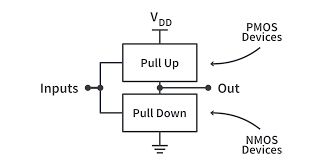 VDD
PMOS
Devices
Pull Up
Inputs
Out
Pull Down
NMOS
Devices